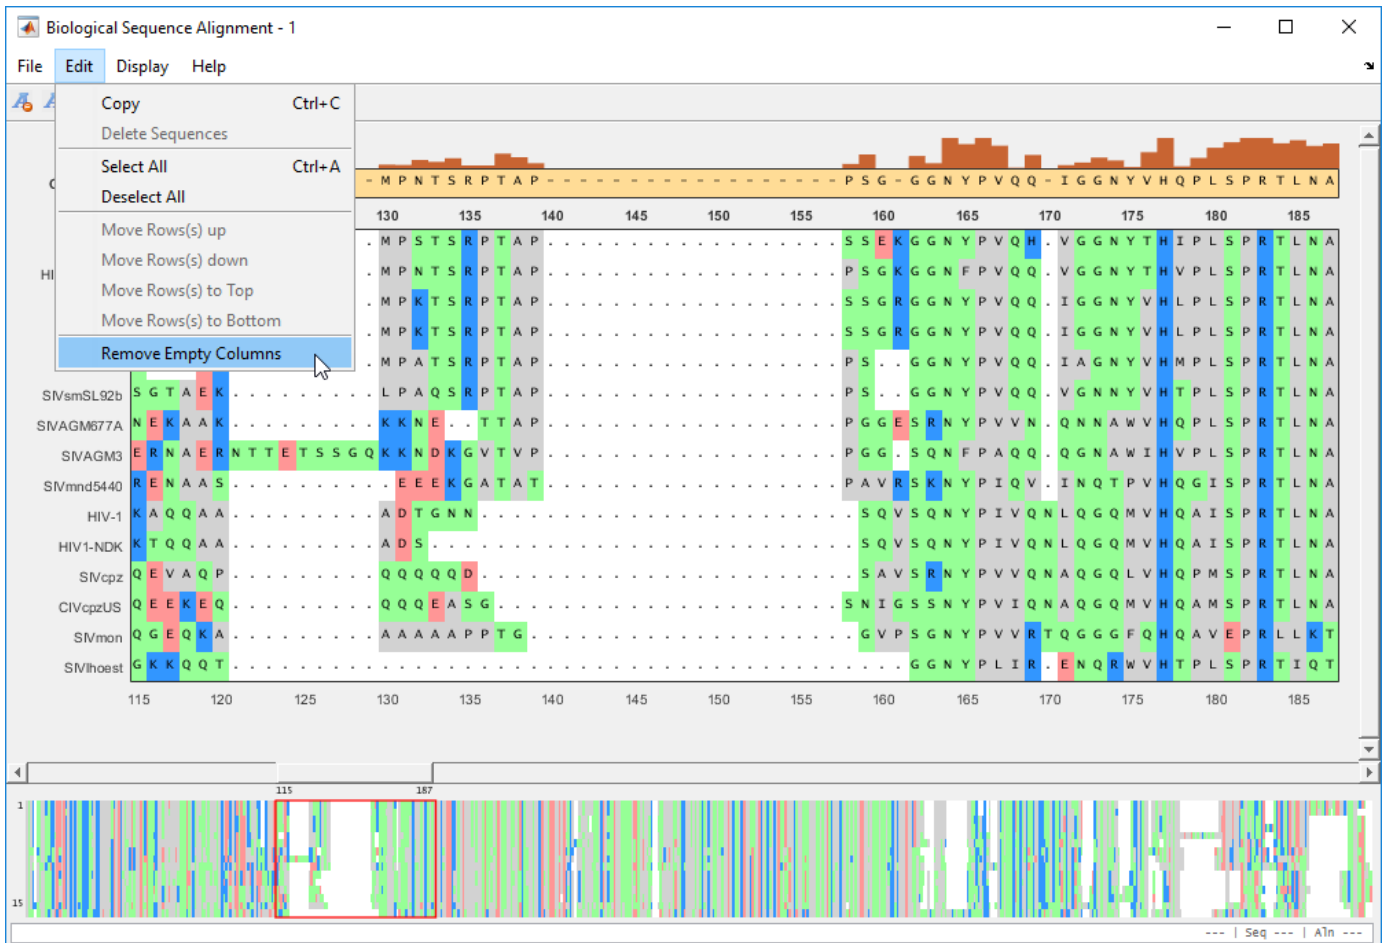 Biological Sequence Alignment - 1
File Edit Display Help
Copy Ctrl+C
Delete Sequences
Select All Ctrl+A
Deselect All
Move Rows(s) up
Move Rows(s) down
Move Rows(s) to Top
Move Rows(s) to Bottom
Remove Empty Columns
- M P N T S R P T A P - - - - - - - - - - - - - - - - - - P S G - G G N Y P V Q Q - I G G N Y V H Q P L S P R T L N A
130 135 140 145 150 155 160 165 170 175 180 185
. M P S T S R P T A P . . . . . . . . . . . . . . . . . . S S E K G G N Y P V Q H . V G G N Y T H I P L S P R T L N A
HI . M P N T S R P T A P . . . . . . . . . . . . . . . . . . P S G K G G N F P V Q Q . V G G N Y T H V P L S P R T L N A
. M P K T S R P T A P . . . . . . . . . . . . . . . . . . S S G R G G N Y P V Q Q . I G G N Y V H L P L S P R T L N A
. M P K T S R P T A P . . . . . . . . . . . . . . . . . . S S G R G G N Y P V Q Q . I G G N Y V H L P L S P R T L N A
. M P A T S R P T A P . . . . . . . . . . . . . . . . . . P S . . G G N Y P V Q Q . I A G N Y V H M P L S P R T L N A
SIVsmSL92b S G T A E K . . . . . . . . . L P A Q S R P T A P . . . . . . . . . . . . . . . . . . P S . . G G N Y P V Q Q . V G N N Y V H T P L S P R T L N A
SIVAGM677A N E K A A K . . . . . . . . . K K N E . . T T A P . . . . . . . . . . . . . . . . . . P G G E S R N Y P V V N . Q N N A W V H Q P L S P R T L N A
SIVAGM3 E R N A E R N T T E T S S G Q K K N D K G V T V P . . . . . . . . . . . . . . . . . . P G G . S Q N F P A Q Q . Q G N A W I H V P L S P R T L N A
SIVmnd5440 R E N A A S . . . . . . . . . . E E E K G A T A T . . . . . . . . . . . . . . . . . . P A V R S K N Y P I Q V . I N Q T P V H Q G I S P R T L N A
HIV-1 K A Q Q A A . . . . . . . . . A D T G N N . . . . . . . . . . . . . . . . . . . . . . . S Q V S Q N Y P I V Q N L Q G Q M V H Q A I S P R T L N A
HIV1-NDK K T Q Q A A . . . . . . . . . A D S . . . . . . . . . . . . . . . . . . . . . . . . . . S Q V S Q N Y P I V Q N L Q G Q M V H Q A I S P R T L N A
SIVcpz Q E V A Q P . . . . . . . . . Q Q Q Q Q D . . . . . . . . . . . . . . . . . . . . . . . S A V S R N Y P V V Q N A Q G Q L V H Q P M S P R T L N A
CIVcpzUS Q E E K E Q . . . . . . . . . Q Q Q E A S G . . . . . . . . . . . . . . . . . . . . . S N I G S S N Y P V I Q N A Q G Q M V H Q A M S P R T L N A
SIVmon Q G E Q K A . . . . . . . . . A A A A A P P T G . . . . . . . . . . . . . . . . . . . . G V P S G N Y P V V R T Q G G G F Q H Q A V E P R L L K T
SIVlhoest G K K Q Q T . . . . . . . . . . . . . . . . . . . . . . . . . . . . . . . . . . . . . . . . . G G N Y P L I R . E N Q R W V H T P L S P R T I Q T
115 120 125 130 135 140 145 150 155 160 165 170 175 180 185
115 187
1
15
--- | Seq --- | Aln ---